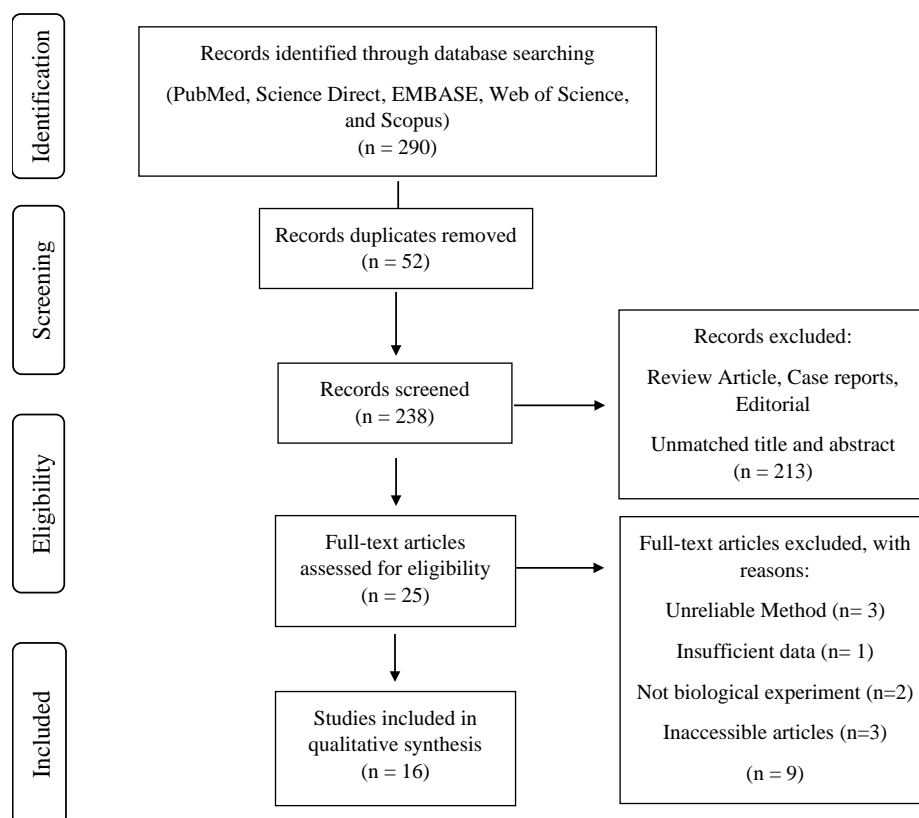 Identification
Records identified through database searching
(PubMed, Science Direct, EMBASE, Web of Science,
and Scopus)
(n = 290)
Screening
Records duplicates removed
(n = 52)
Records screened
(n = 238)
Records excluded:
Review Article, Case reports,
Editorial
Unmatched title and abstract
(n = 213)
Eligibility
Full-text articles
assessed for eligibility
(n = 25)
Full-text articles excluded, with
reasons:
Unreliable Method (n= 3)
Insufficient data (n= 1)
Not biological experiment (n=2)
Inaccessible articles (n=3)
(n = 9)
Included
Studies included in
qualitative synthesis
(n = 16)